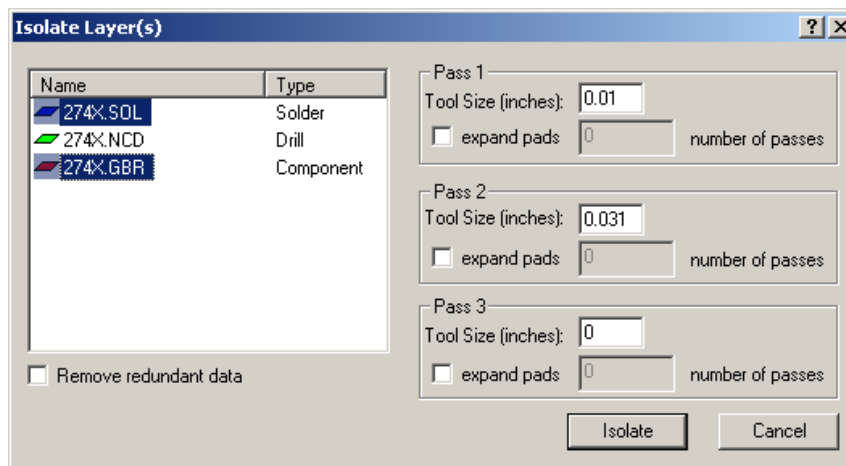 Isolate Layer(s)
Name Type
274X.SOL Solder
274X.NCD Drill
274X.GBR Component
Remove redundant data
Pass 1
Tool Size (inches): 0.01
expand pads 0 number of passes
Pass 2
Tool Size (inches): 0.031
expand pads 0 number of passes
Pass 3
Tool Size (inches): 0
expand pads 0 number of passes
Isolate Cancel